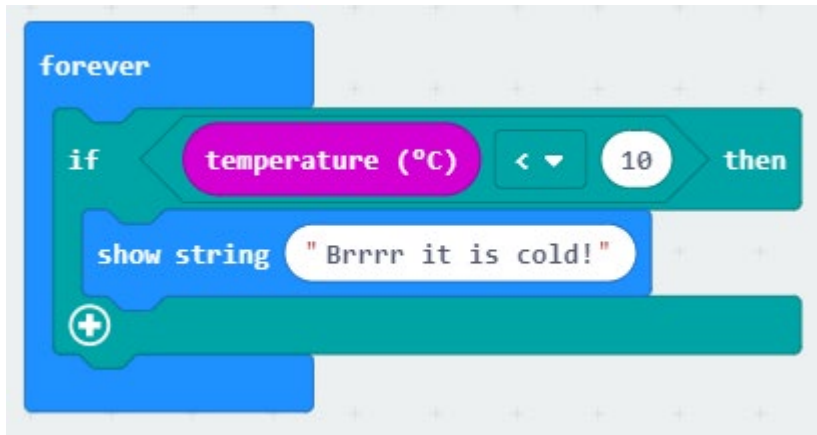 forever
if temperature (°C) < 10 then
show string "Brrrr it is cold!"